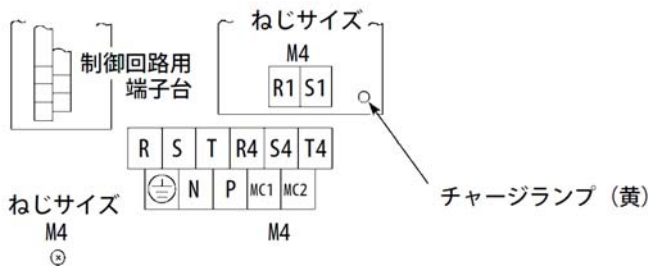 ねじサイズ
M4
R1 S1
制御回路用
端子台
R S T R4 S4 T4
N P MC1 MC2
チャージランプ（黄）
ねじサイズ
M4
M4